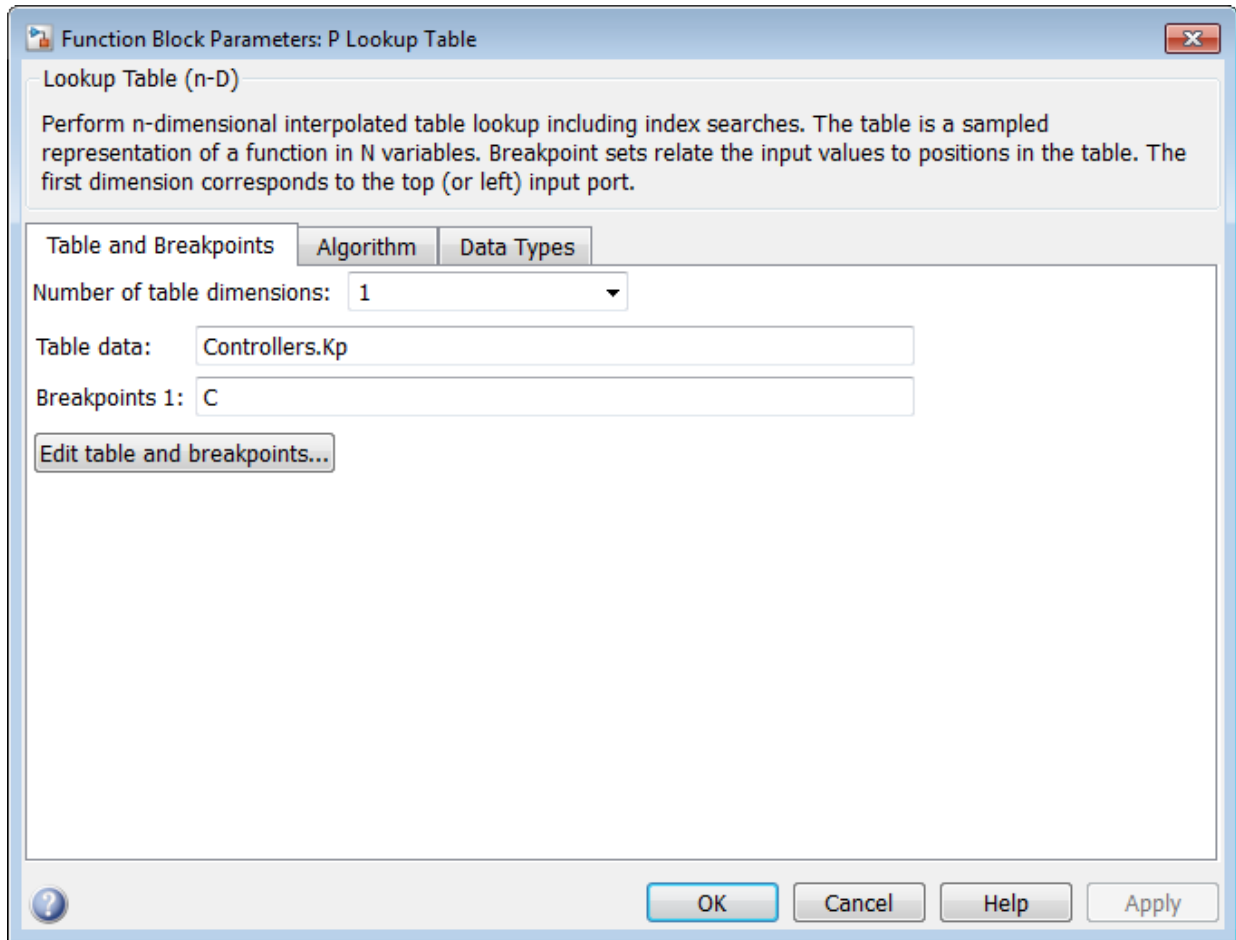 Function Block Parameters: P Lookup Table
Lookup Table (n-D)
Perform n-dimensional interpolated table lookup including index searches. The table is a sampled
representation of a function in N variables. Breakpoint sets relate the input values to positions in the table. The
first dimension corresponds to the top (or left) input port.
Table and Breakpoints Algorithm Data Types
Number of table dimensions: 1
Table data: Controllers.Kp
Breakpoints 1: C
Edit table and breakpoints...
? OK Cancel Help Apply